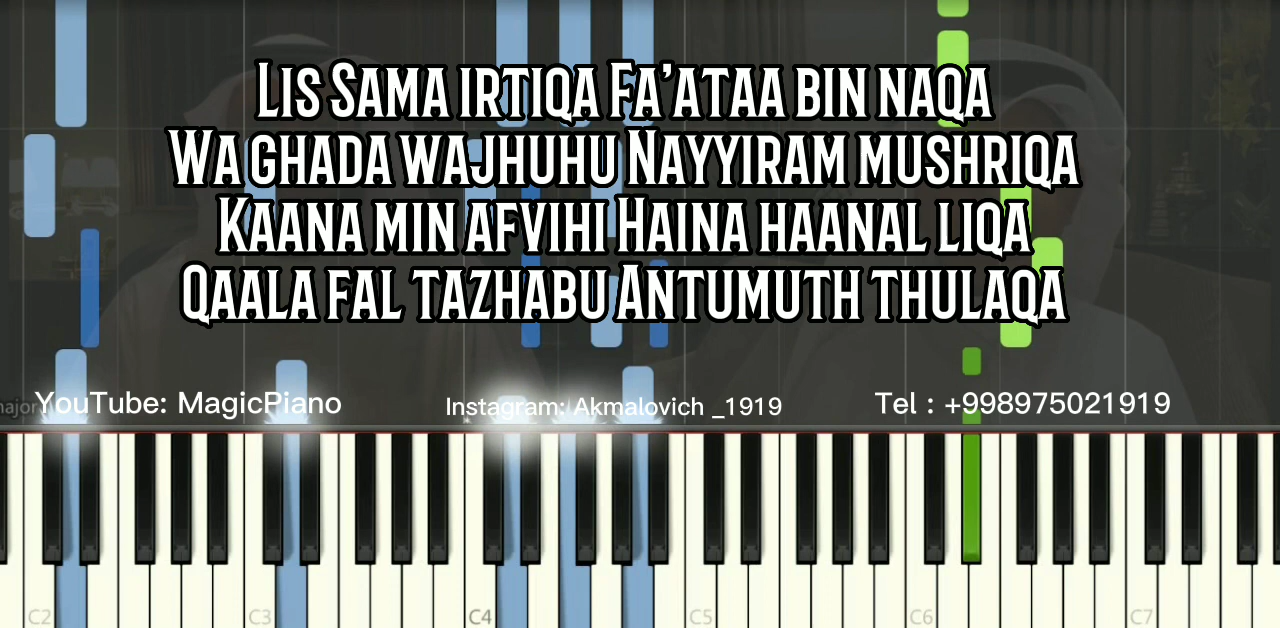 Lis Sama irtiqa Fa'ataa bin naqa
Wa ghada wajhuhu Nayyiram mushriqa
Kaana min afvihi Haina haanal liqa
Qaala fal tazhabu Antumuth thulaqa
major
YouTube: MagicPiano
Instagram: Akmalovich _1919
Tel : +998975021919
C2 C3 C4 C5 C6 C7